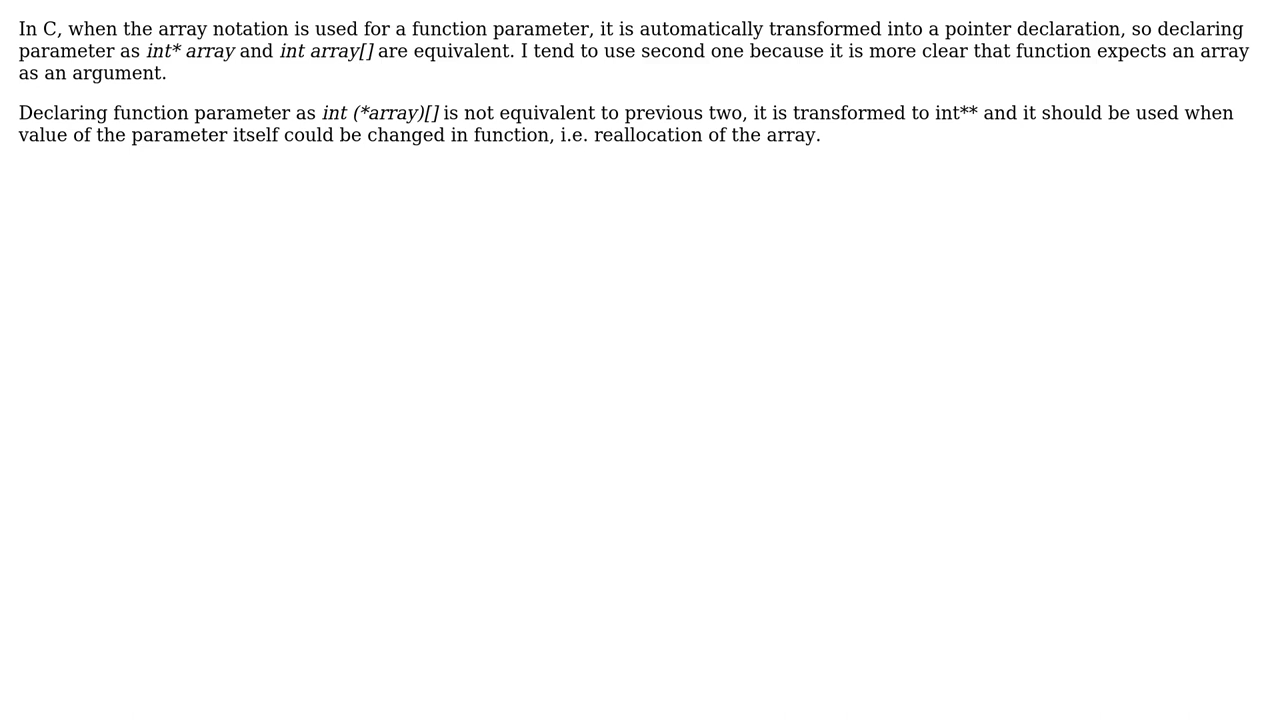 In C, when the array notation is used for a function parameter, it is automatically transformed into a pointer declaration, so declaring
parameter as int* array and int array[] are equivalent. I tend to use second one because it is more clear that function expects an array
as an argument.
Declaring function parameter as int (*array)[] is not equivalent to previous two, it is transformed to int** and it should be used when
value of the parameter itself could be changed in function, i.e. reallocation of the array.